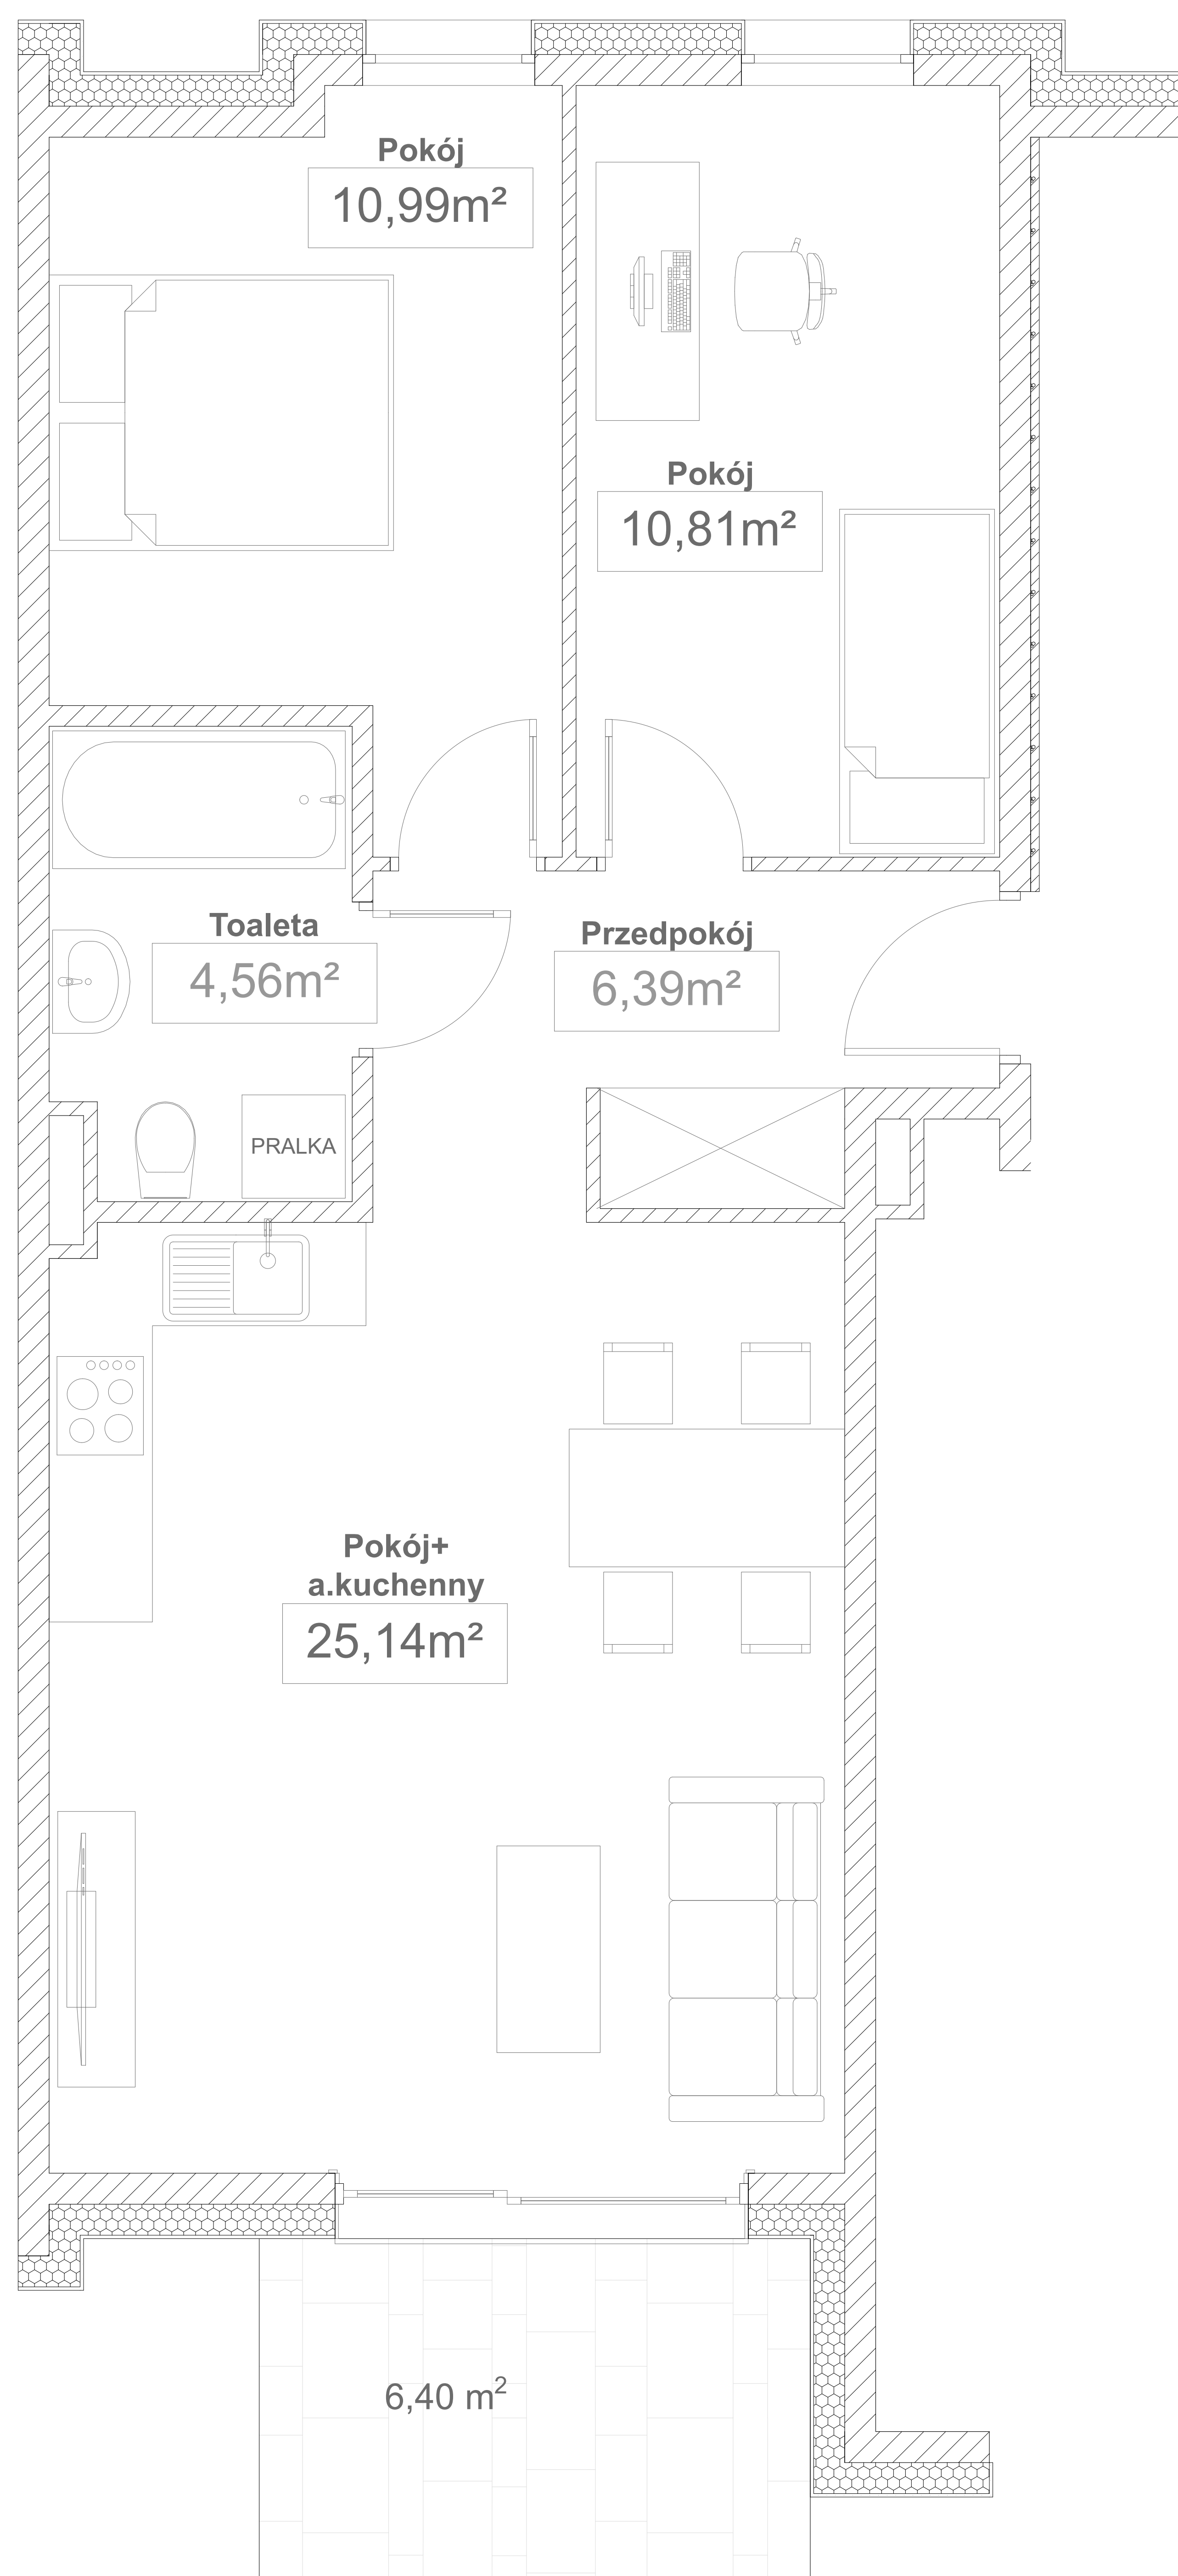 Pokój
10,99m²
Pokój
10,81m²
Toaleta
4,56m²
Przedpokój
6,39m²
PRALKA
Pokój+
a.kuchenny
25,14m²
6,40 m²